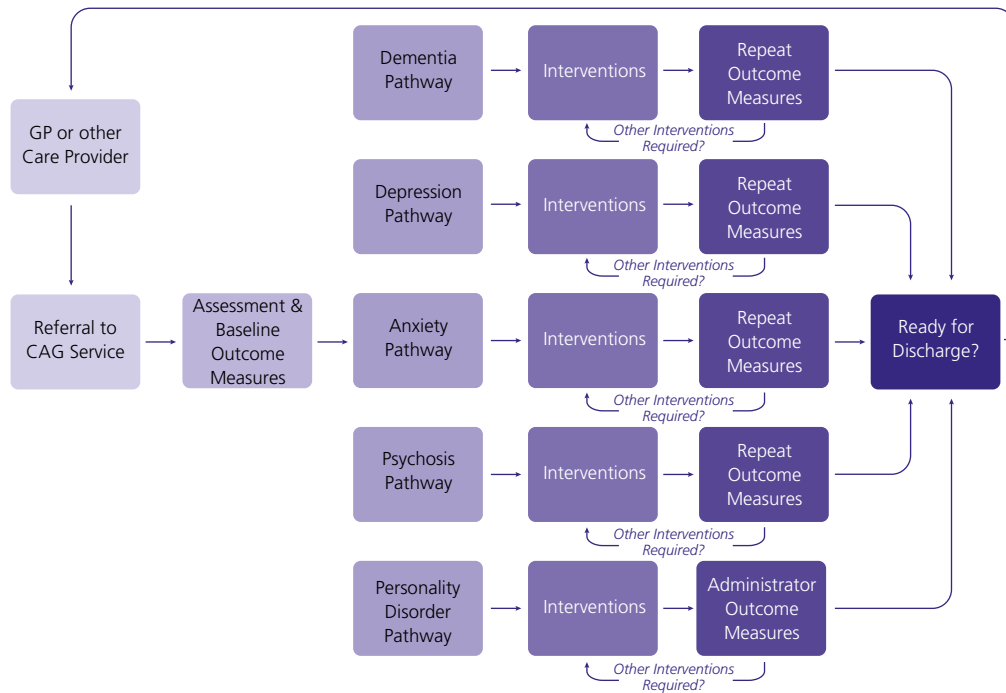 Dementia
Pathway
Interventions
Repeat
Outcome
Measures
Other Interventions
Required?
GP or other
Care Provider
Depression
Pathway
Interventions
Repeat
Outcome
Measures
Other Interventions
Required?
Referral to
CAG Service
Assessment &
Baseline
Outcome
Measures
Anxiety
Pathway
Interventions
Repeat
Outcome
Measures
Other Interventions
Required?
Ready for
Discharge?
Psychosis
Pathway
Interventions
Repeat
Outcome
Measures
Other Interventions
Required?
Personality
Disorder
Pathway
Interventions
Administrator
Outcome
Measures
Other Interventions
Required?